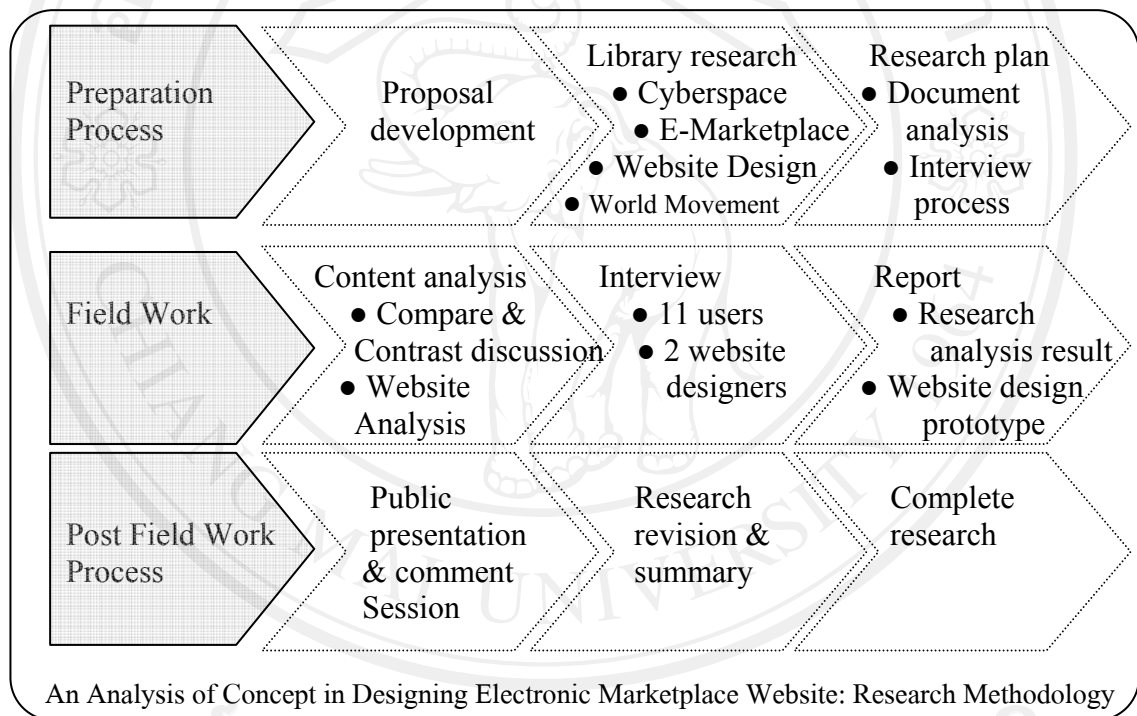 Preparation
Process
Proposal
development
Library research
● Cyberspace
● E-Marketplace
● Website Design
● World Movement
Research plan
● Document
analysis
● Interview
process
Field Work
Content analysis
● Compare &
Contrast discussion
● Website
Analysis
Interview
● 11 users
● 2 website
designers
Report
● Research
analysis result
● Website design
prototype
Post Field Work
Process
Public
presentation
& comment
Session
Research
revision &
summary
Complete
research
An Analysis of Concept in Designing Electronic Marketplace Website: Research Methodology
CHIANG MAI UNIVERSITY